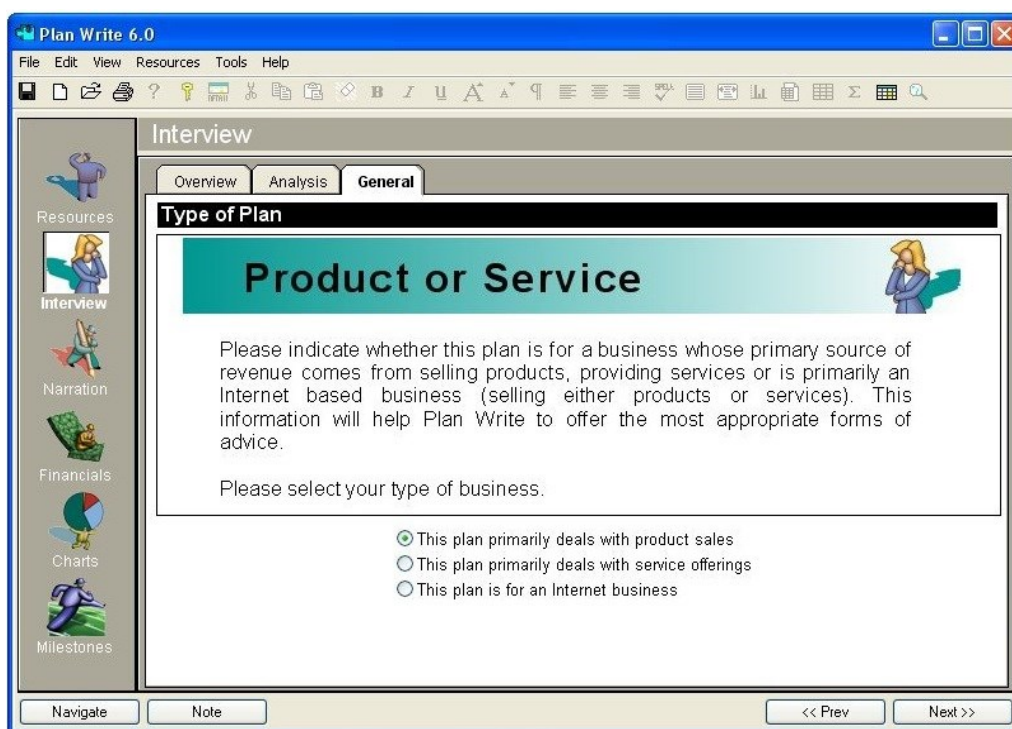 Plan Write 6.0
File Edit View Resources Tools Help
Interview
Overview Analysis General
Type of Plan
Product or Service
Please indicate whether this plan is for a business whose primary source of
revenue comes from selling products, providing services or is primarily an
Internet based business (selling either products or services). This
information will help Plan Write to offer the most appropriate forms of
advice.
Please select your type of business.
This plan primarily deals with product sales
This plan primarily deals with service offerings
This plan is for an Internet business
Resources
Interview
Narration
Financials
Charts
Milestones
Navigate Note << Prev Next >>